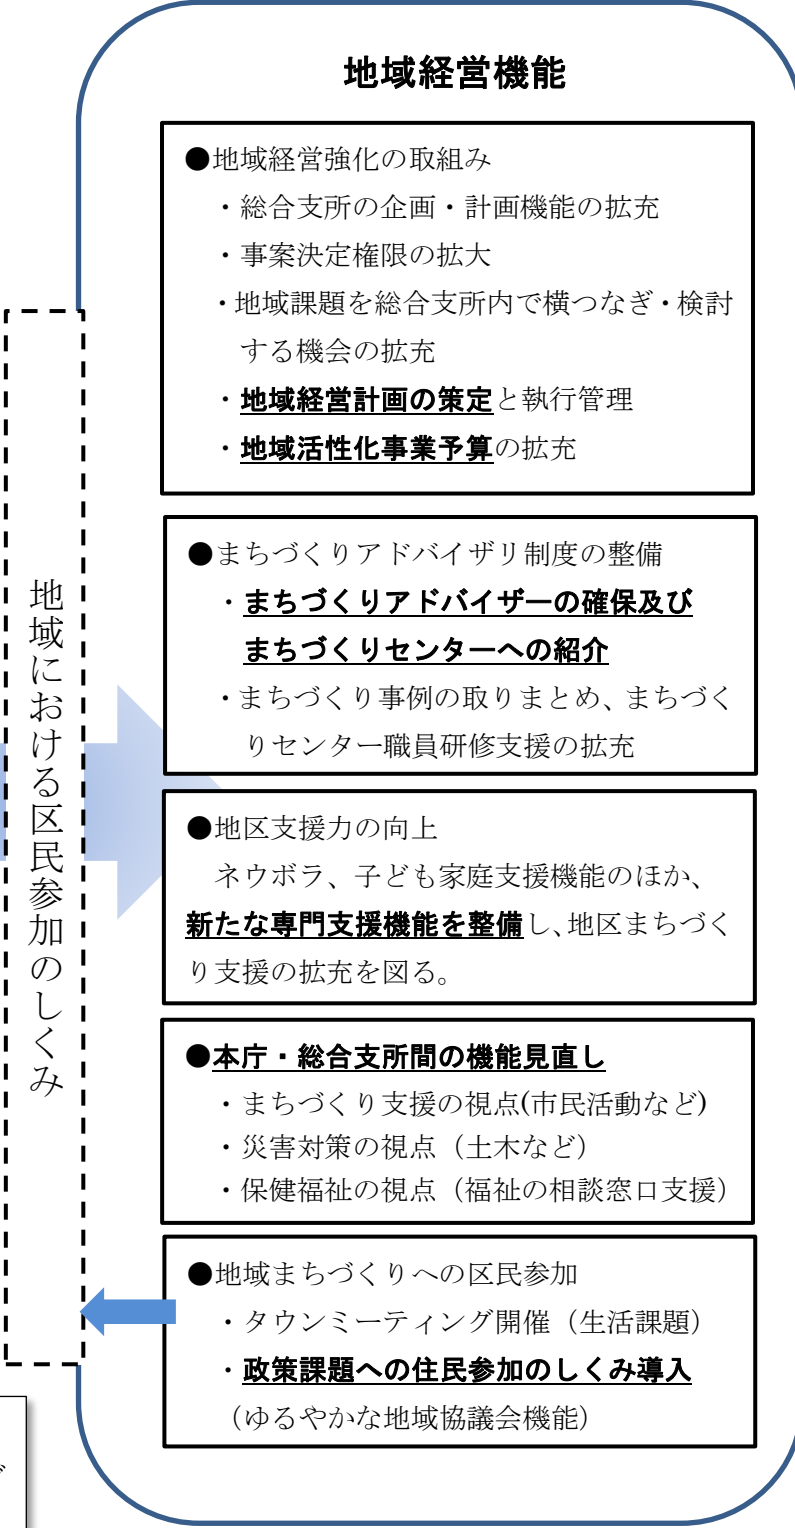 地域経営機能
●地域経営強化の取組み
・総合支所の企画・計画機能の拡充
・事案決定権限の拡大
・地域課題を総合支所内で横つなぎ・検討
する機会の拡充
・地域経営計画の策定と執行管理
・地域活性化事業予算の拡充
●まちづくりアドバイザリ制度の整備
・まちづくりアドバイザーの確保及び
まちづくりセンターへの紹介
・まちづくり事例の取りまとめ、まちづく
りセンター職員研修支援の拡充
●地区支援力の向上
ネウボラ、子ども家庭支援機能のほか、
新たな専門支援機能を整備し、地区まちづく
り支援の拡充を図る。
●本庁・総合支所間の機能見直し
・まちづくり支援の視点(市民活動など)
・災害対策の視点（土木など）
・保健福祉の視点（福祉の相談窓口支援）
●地域まちづくりへの区民参加
・タウンミーティング開催（生活課題）
・政策課題への住民参加のしくみ導入
（ゆるやかな地域協議会機能）
地域における区民参加のしくみ